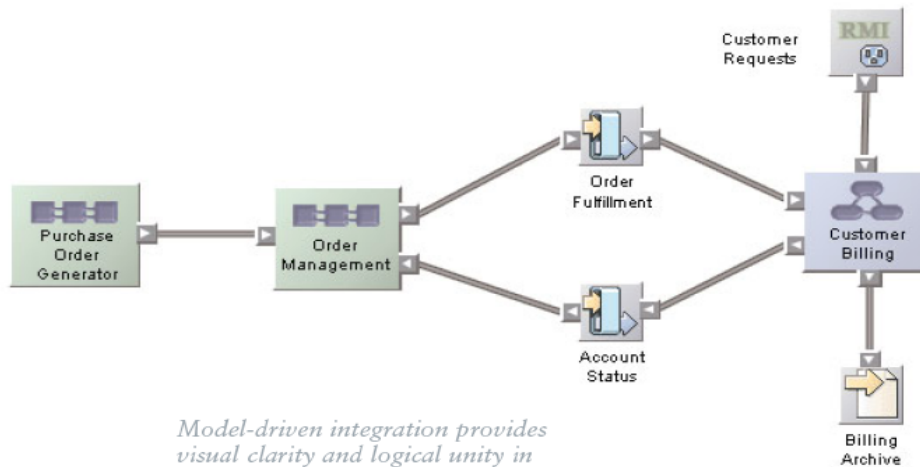 Customer
Requests
RMI
Order
Fulfillment
Purchase
Order
Generator
Order
Management
Customer
Billing
Account
Status
Model-driven integration provides
visual clarity and logical unity in
Billing
Archive